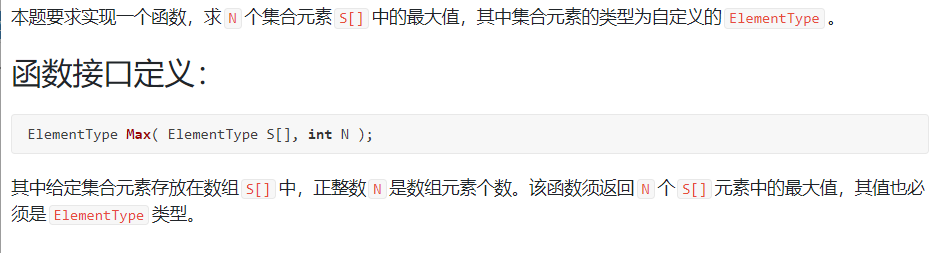 本题要求实现一个函数，求 N 个集合元素 S[] 中的最大值，其中集合元素的类型为自定义的 ElementType 。
函数接口定义：
ElementType Max( ElementType S[], int N );
其中给定集合元素存放在数组 S[] 中，正整数 N 是数组元素个数。该函数须返回 N 个 S[] 元素中的最大值，其值也必
须是 ElementType 类型。